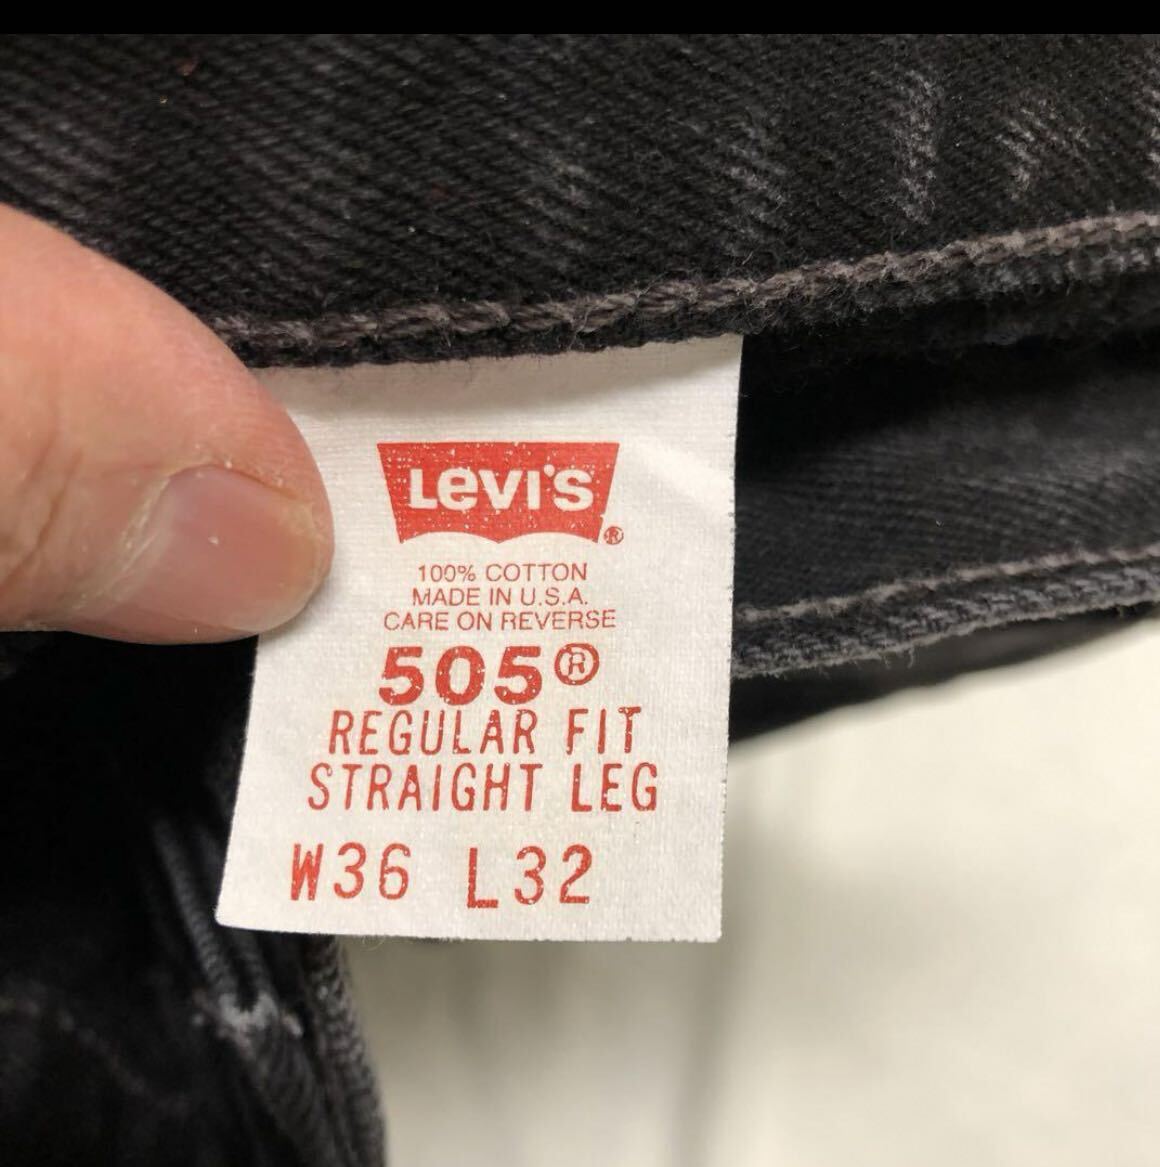 LEVI'S®
100% COTTON
MADE IN U.S.A.
CARE ON REVERSE
505®
REGULAR FIT
STRAIGHT LEG
W36 L32